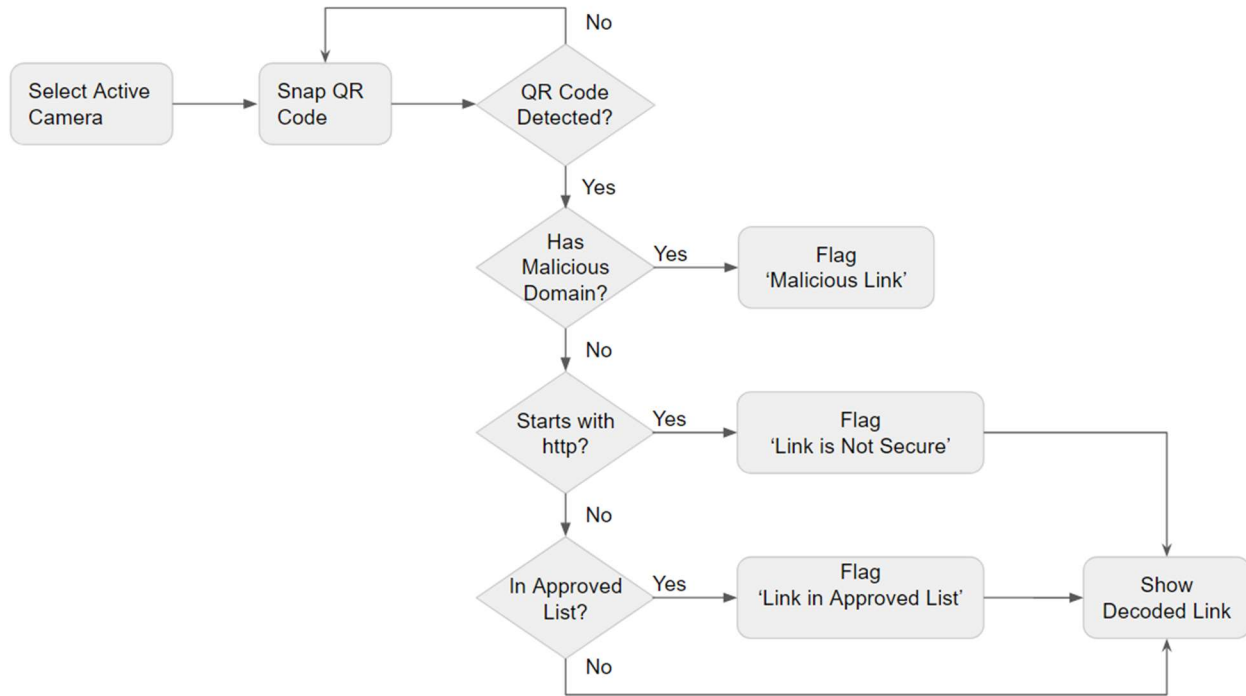 No
Select Active
Camera
Snap QR
Code
QR Code
Detected?
Yes
Has
Malicious
Domain?
Yes
Flag
‘Malicious Link’
No
Starts with
http?
Yes
Flag
‘Link is Not Secure’
No
In Approved
List?
Yes
Flag
‘Link in Approved List’
Show
Decoded Link
No